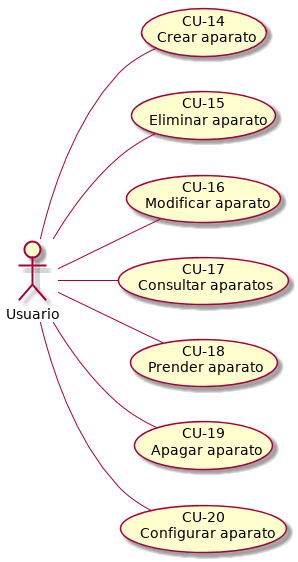 CU-14
Crear aparato
CU-15
Eliminar aparato
CU-16
Modificar aparato
CU-17
Consultar aparatos
Usuario
CU-18
Prender aparato
CU-19
Apagar aparato
CU-20
Configurar aparato